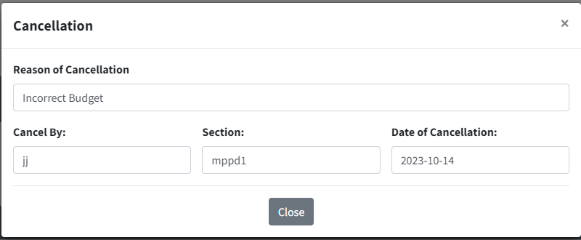 Cancellation ×
Reason of Cancellation
Incorrect Budget
Cancel By: Section: Date of Cancellation:
jj mppd1 2023-10-14
Close